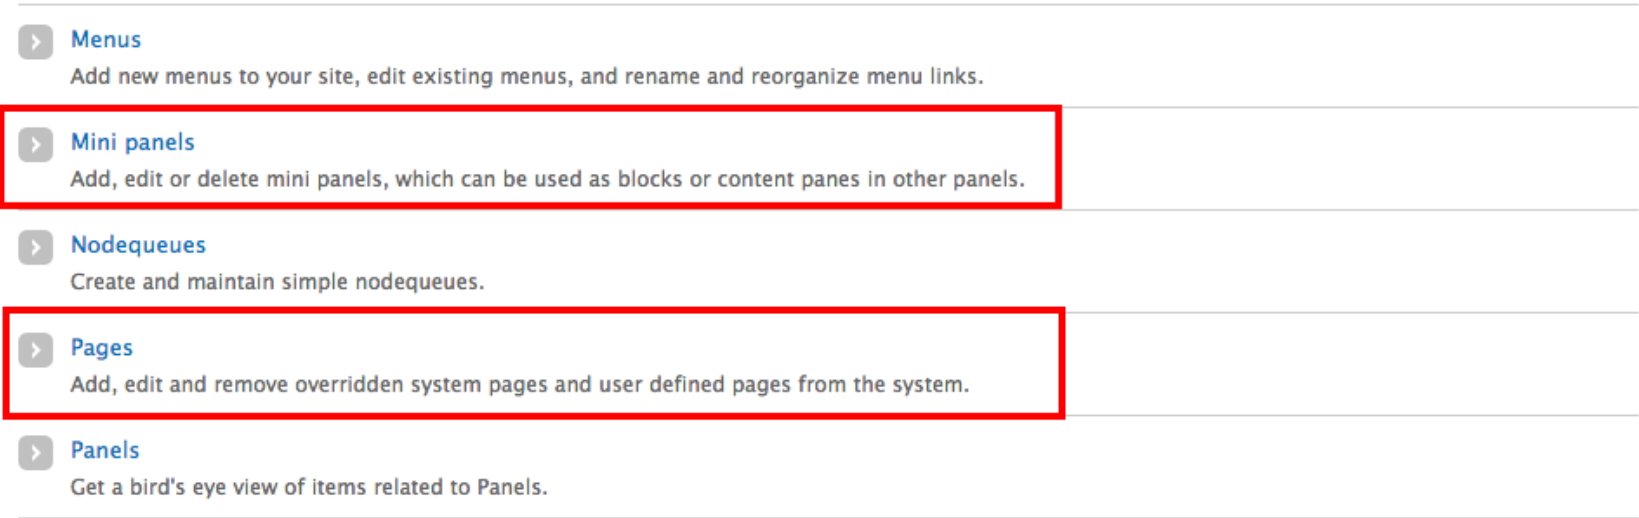 Menus
Add new menus to your site, edit existing menus, and rename and reorganize menu links.
Mini panels
Add, edit or delete mini panels, which can be used as blocks or content panes in other panels.
Nodequeues
Create and maintain simple nodequeues.
Pages
Add, edit and remove overridden system pages and user defined pages from the system.
Panels
Get a bird's eye view of items related to Panels.